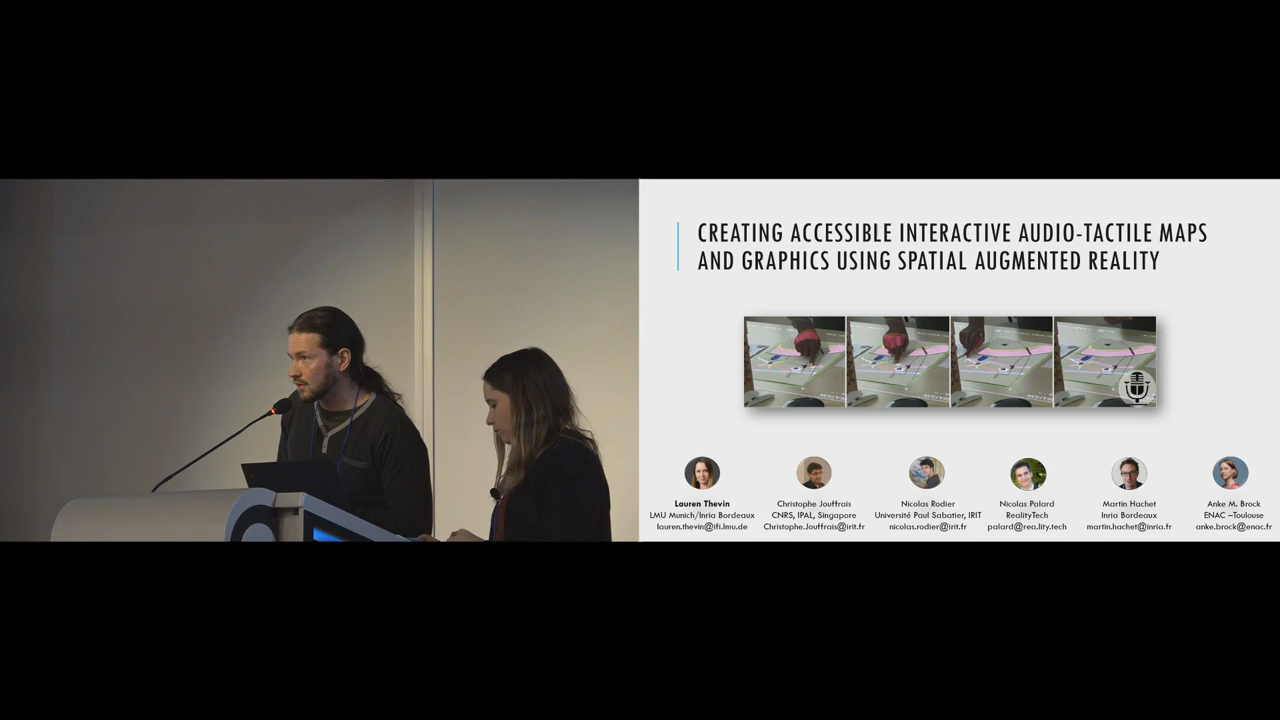 CREATING ACCESSIBLE INTERACTIVE AUDIO-TACTILE MAPS
AND GRAPHICS USING SPATIAL AUGMENTED REALITY
Lauren Thevin
LMU Munich/Inria Bordeaux
lauren.thevin@ifi.lmu.de
Christophe Jouffrais
CNRS, IPAL, Singapore
Christophe.Jouffrais@irit.fr
Nicolas Rodier
Université Paul Sabatier, IRIT
nicolas.rodier@irit.fr
Nicolas Palard
RealityTech
palard@rea.lity.tech
Martin Hachet
Inria Bordeaux
martin.hachet@inria.fr
Anke M. Brock
ENAC –Toulouse
anke.brock@enac.fr